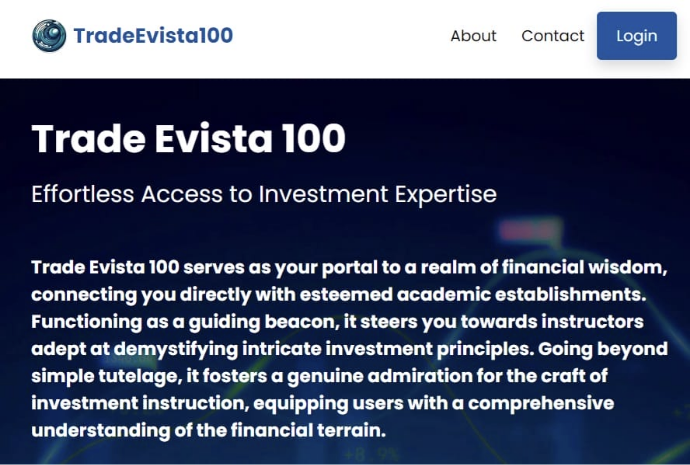 TradeEvista100
About Contact Login
Trade Evista 100
Effortless Access to Investment Expertise
Trade Evista 100 serves as your portal to a realm of financial wisdom,
connecting you directly with esteemed academic establishments.
Functioning as a guiding beacon, it steers you towards instructors
adept at demystifying intricate investment principles. Going beyond
simple tutelage, it fosters a genuine admiration for the craft of
investment instruction, equipping users with a comprehensive
understanding of the financial terrain.
+8.9%